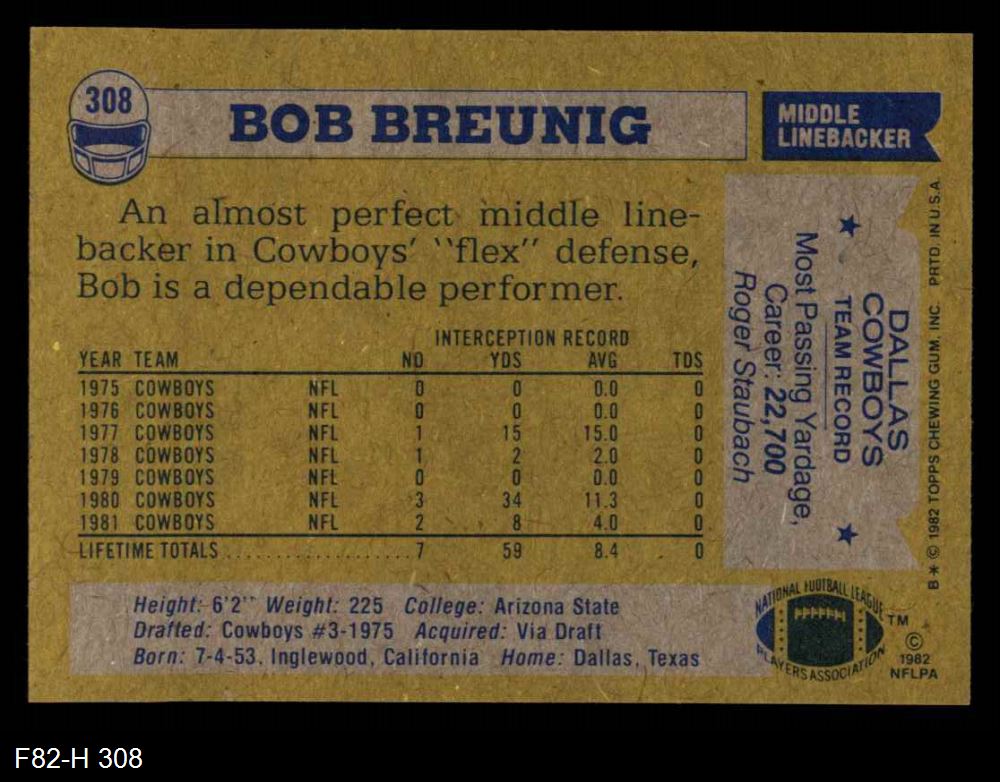 308
BOB BREUNIG
MIDDLE
LINEBACKER
An almost perfect middle line-
backer in Cowboys' "flex" defense,
Bob is a dependable performer.
INTERCEPTION RECORD
YEAR TEAM NO YDS AVG TDS
1975 COWBOYS NFL 0 0 0.0 0
1976 COWBOYS NFL 0 0 0.0 0
1977 COWBOYS NFL 1 15 15.0 0
1978 COWBOYS NFL 1 2 2.0 0
1979 COWBOYS NFL 0 0 0.0 0
1980 COWBOYS NFL 3 34 11.3 0
1981 COWBOYS NFL 2 8 4.0 0
LIFETIME TOTALS .................... 7 59 8.4 0
DALLAS
COWBOYS
TEAM RECORD
Most Passing Yardage,
Career: 22,700
Roger Staubach
B * © 1982 TOPPS CHEWING GUM, INC. PRTD. IN U.S.A.
Height: 6'2" Weight: 225 College: Arizona State
Drafted: Cowboys #3-1975 Acquired: Via Draft
Born: 7-4-53, Inglewood, California Home: Dallas, Texas
NATIONAL FOOTBALL LEAGUE
PLAYERS ASSOCIATION
TM
©
1982
NFLPA
F82-H 308